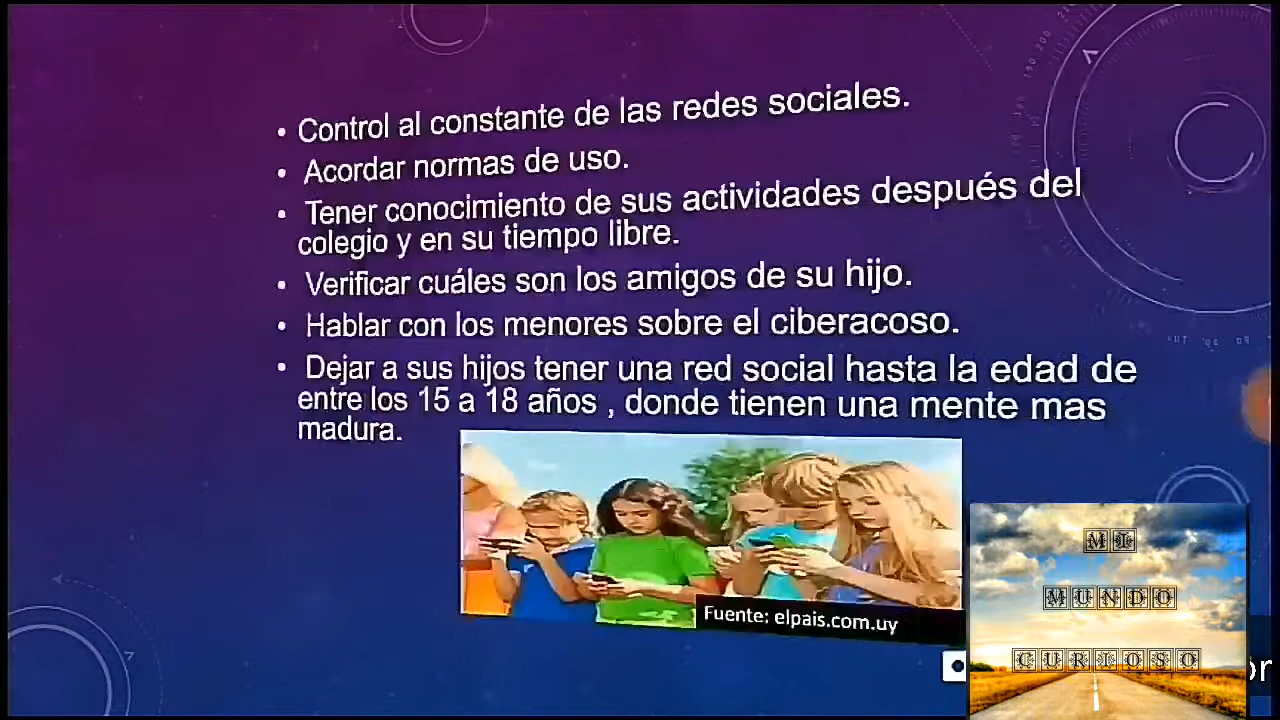 • Control al constante de las redes sociales.
• Acordar normas de uso.
• Tener conocimiento de sus actividades después del
colegio y en su tiempo libre.
• Verificar cuáles son los amigos de su hijo.
• Hablar con los menores sobre el ciberacoso.
• Dejar a sus hijos tener una red social hasta la edad de
entre los 15 a 18 años , donde tienen una mente mas
madura.
Fuente: elpais.com.uy
MI
MUNDO
CURIOSO